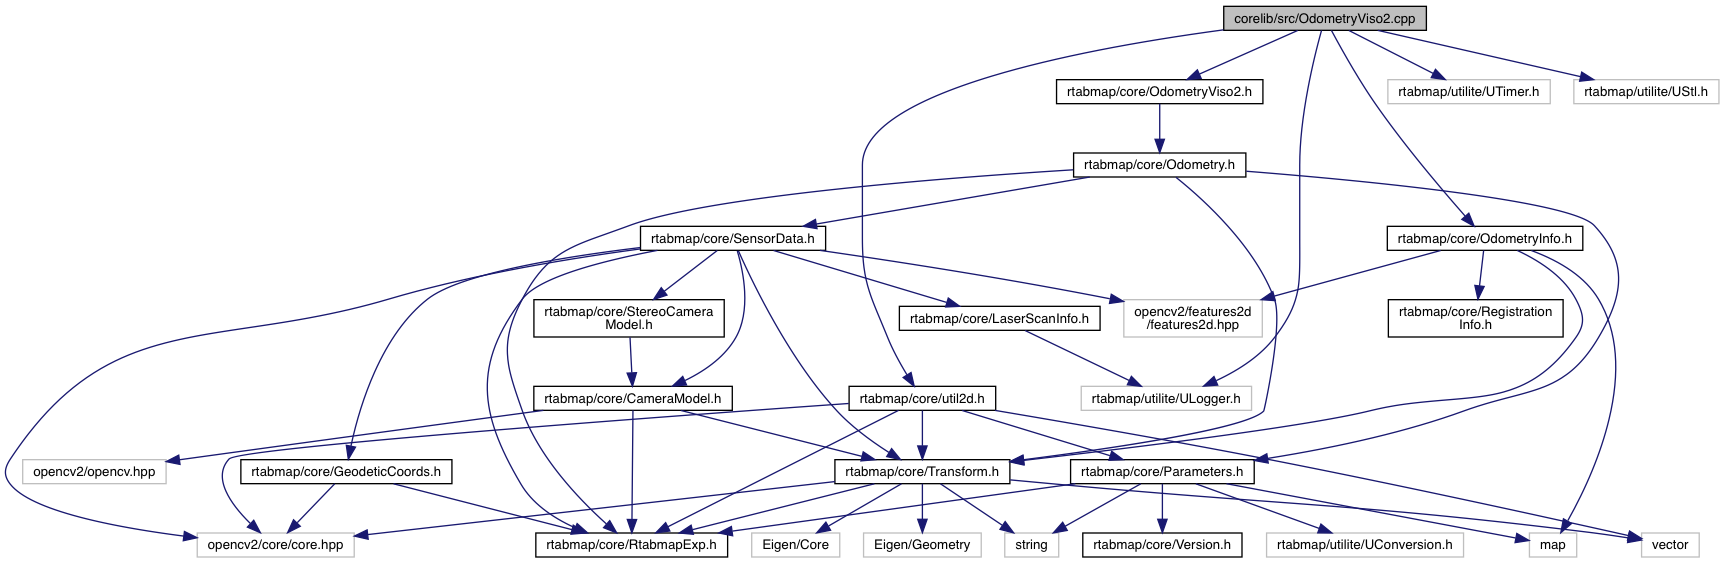 corelib/src/OdometryViso2.cpp
rtabmap/core/OdometryViso2.h
rtabmap/utilite/UTimer.h
rtabmap/utilite/UStl.h
rtabmap/core/Odometry.h
rtabmap/core/SensorData.h
rtabmap/core/OdometryInfo.h
rtabmap/core/StereoCamera
Model.h
rtabmap/core/LaserScanInfo.h
opencv2/features2d
/features2d.hpp
rtabmap/core/Registration
Info.h
rtabmap/core/CameraModel.h
rtabmap/core/util2d.h
rtabmap/utilite/ULogger.h
opencv2/opencv.hpp
rtabmap/core/GeodeticCoords.h
rtabmap/core/Transform.h
rtabmap/core/Parameters.h
opencv2/core/core.hpp
rtabmap/core/RtabmapExp.h
Eigen/Core
Eigen/Geometry
string
rtabmap/core/Version.h
rtabmap/utilite/UConversion.h
map
vector